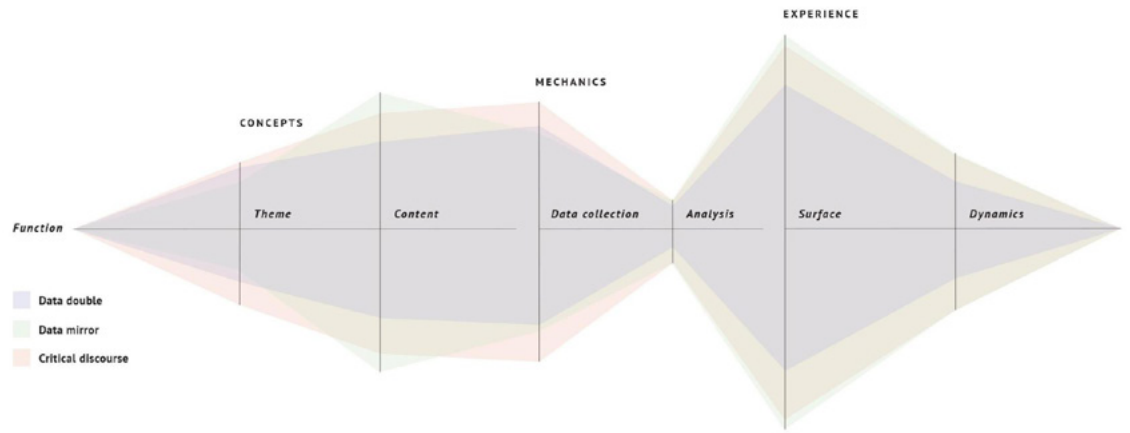 EXPERIENCE
MECHANICS
CONCEPTS
Function
Theme
Content
Data collection
Analysis
Surface
Dynamics
Data double
Data mirror
Critical discourse